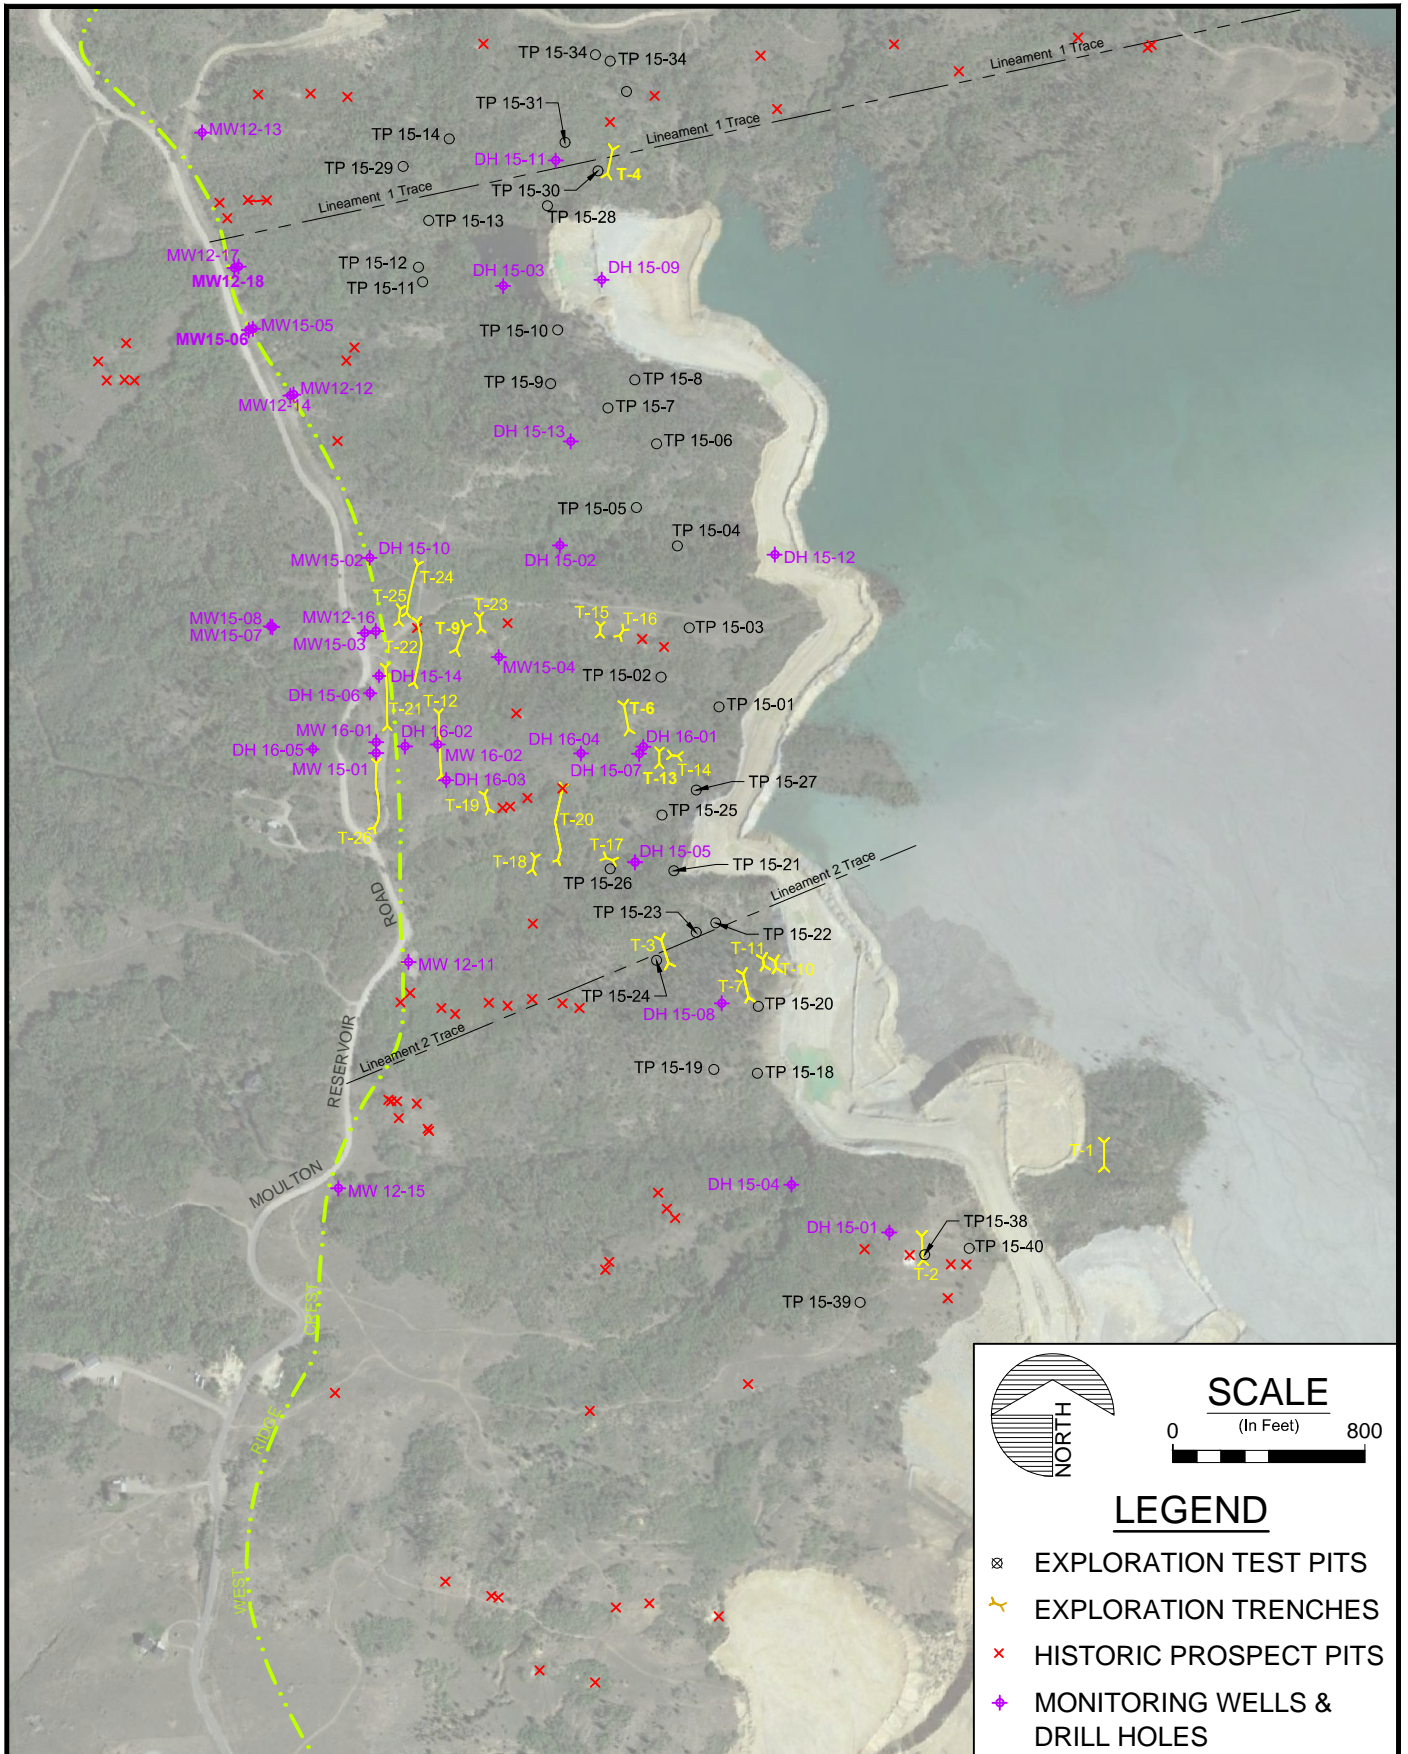 TP 15-34
TP 15-34
Lineament 1 Trace
TP 15-31
Lineament 1 Trace
MW12-13
TP 15-14
DH 15-11
TP 15-29
T-4
TP 15-30
Lineament 1 Trace
TP 15-28
TP 15-13
MW12-17
TP 15-12
DH 15-03
DH 15-09
MW12-18
TP 15-11
MW15-05
MW15-06
TP 15-10
TP 15-9
TP 15-8
MW12-12
MW12-14
TP 15-7
DH 15-13
TP 15-06
TP 15-05
TP 15-04
DH 15-10
MW15-02
DH 15-02
DH 15-12
T-24
T-25
MW15-08
MW12-16
T-23
T-15
T-16
MW15-07
T-9
TP 15-03
MW15-03
T-22
MW15-04
DH 15-14
TP 15-02
DH 15-06
T-12
T-21
T-6
TP 15-01
MW 16-01
DH 16-02
DH 16-05
MW 16-02
DH 16-04
DH 16-01
MW 15-01
DH 15-07
T-13
T-14
DH 16-03
TP 15-27
T-19
TP 15-25
T-20
T-26
T-18
T-17
DH 15-05
TP 15-26
TP 15-21
Lineament 2 Trace
ROAD
TP 15-23
TP 15-22
T-3
T-11
MW 12-11
T-10
T-7
TP 15-24
DH 15-08
TP 15-20
RESERVOIR
Lineament 2 Trace
TP 15-19
TP 15-18
T-1
MOULTON
MW 12-15
DH 15-04
DH 15-01
TP15-38
TP 15-40
T-2
TP 15-39
CREST
RIDGE
WEST
NORTH
SCALE
(In Feet)
0 800
LEGEND
EXPLORATION TEST PITS
EXPLORATION TRENCHES
HISTORIC PROSPECT PITS
MONITORING WELLS &
DRILL HOLES